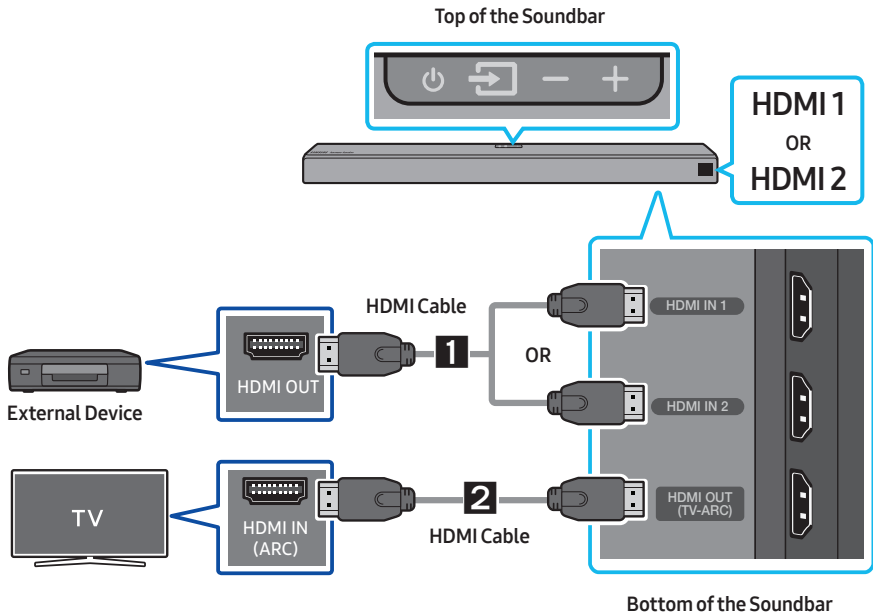 Top of the Soundbar
HDMI 1
OR
HDMI 2
HDMI Cable
1
OR
HDMI IN 1
HDMI IN 2
HDMI OUT
External Device
TV
HDMI IN
(ARC)
2
HDMI Cable
HDMI OUT
(TV-ARC)
Bottom of the Soundbar